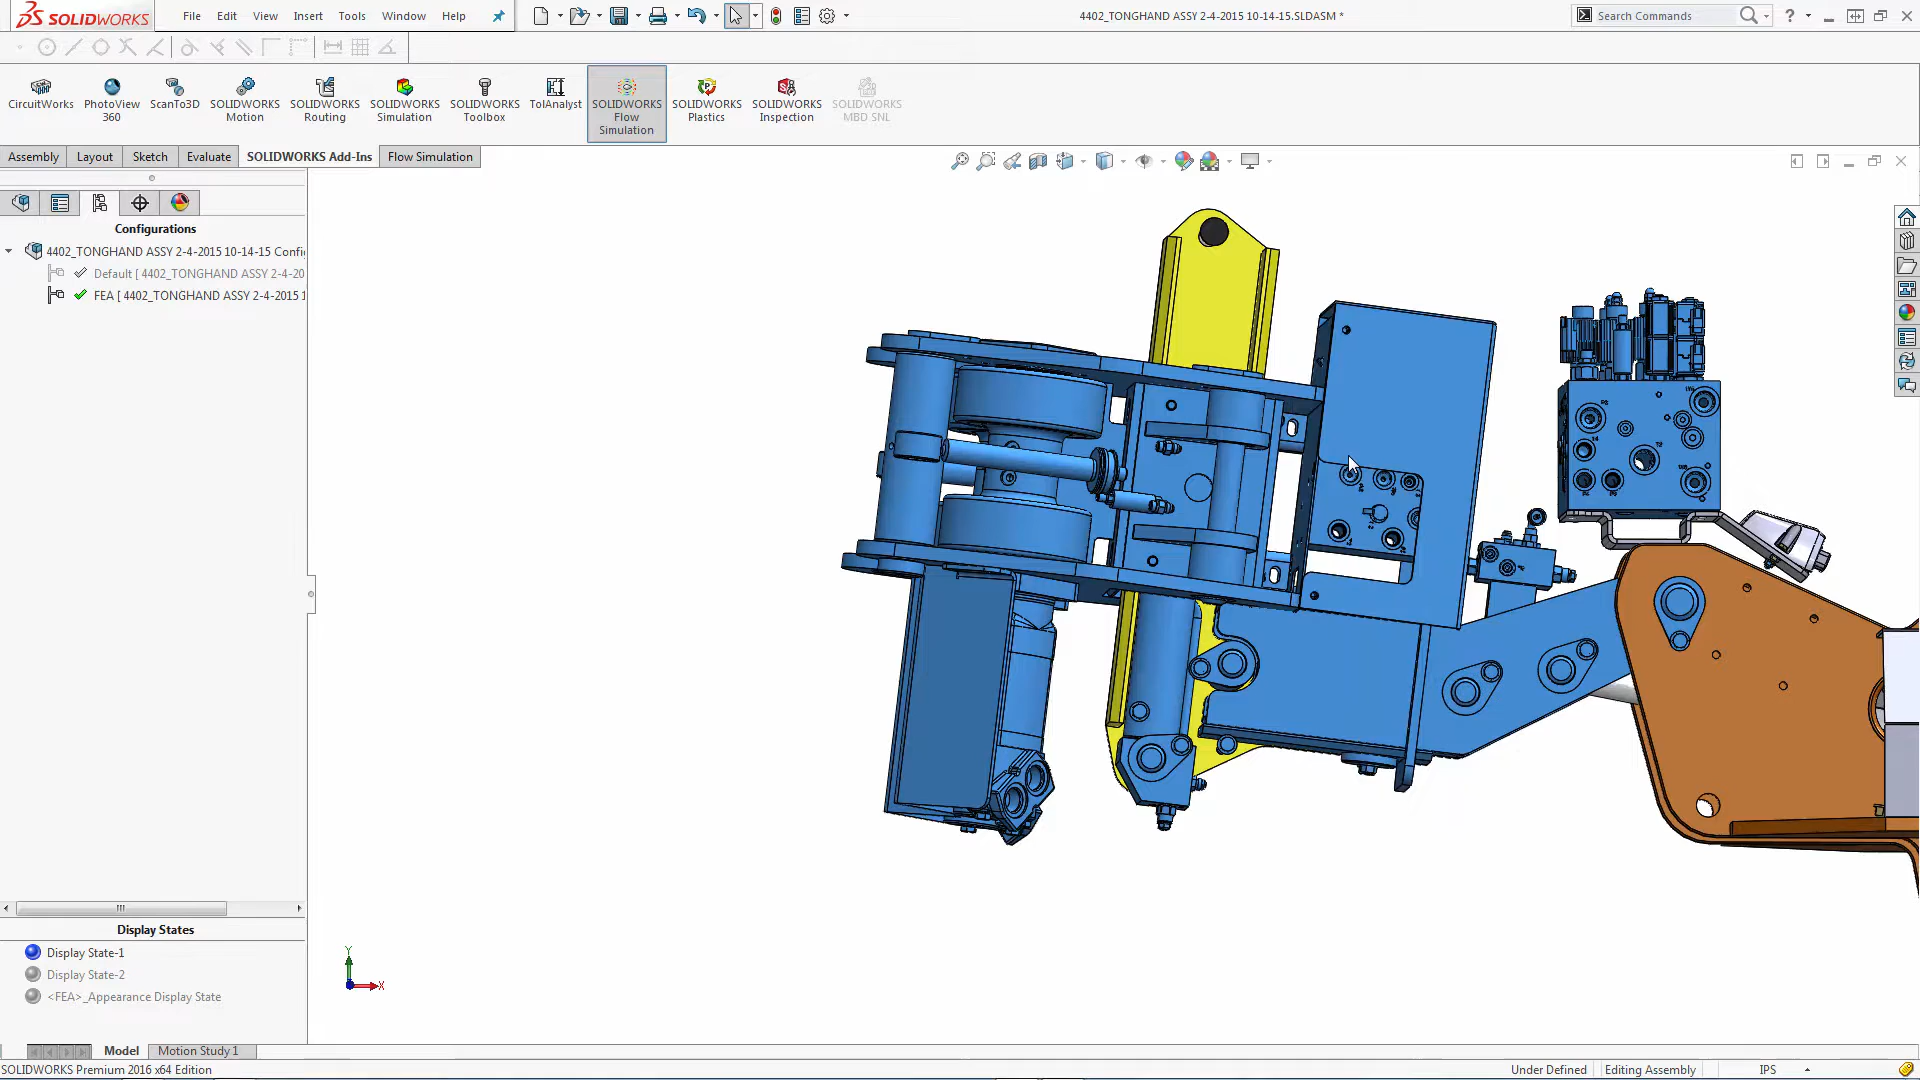 SOLIDWORKS File Edit View Insert Tools Window Help 4402_TONGHAND ASSY 2-4-2015 10-14-15.SLDASM * Search Commands ?
CircuitWorks
PhotoView 360
ScanTo3D
SOLIDWORKS Motion
SOLIDWORKS Routing
SOLIDWORKS Simulation
SOLIDWORKS Toolbox
TolAnalyst
SOLIDWORKS Flow Simulation
SOLIDWORKS Plastics
SOLIDWORKS Inspection
SOLIDWORKS MBD SNL
Assembly Layout Sketch Evaluate SOLIDWORKS Add-Ins Flow Simulation
Configurations
4402_TONGHAND ASSY 2-4-2015 10-14-15 Confi
Default [ 4402_TONGHAND ASSY 2-4-20
FEA [ 4402_TONGHAND ASSY 2-4-2015 1
Display States
Display State-1
Display State-2
<FEA>_Appearance Display State
Y
X
Model Motion Study 1
SOLIDWORKS Premium 2016 x64 Edition Under Defined Editing Assembly IPS